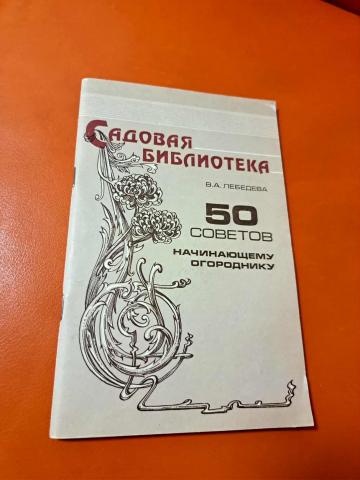 САДОВАЯ
БИБЛИОТЕКА
В.А. ЛЕБЕДЕВА
50
СОВЕТОВ
НАЧИНАЮЩЕМУ
ОГОРОДНИКУ